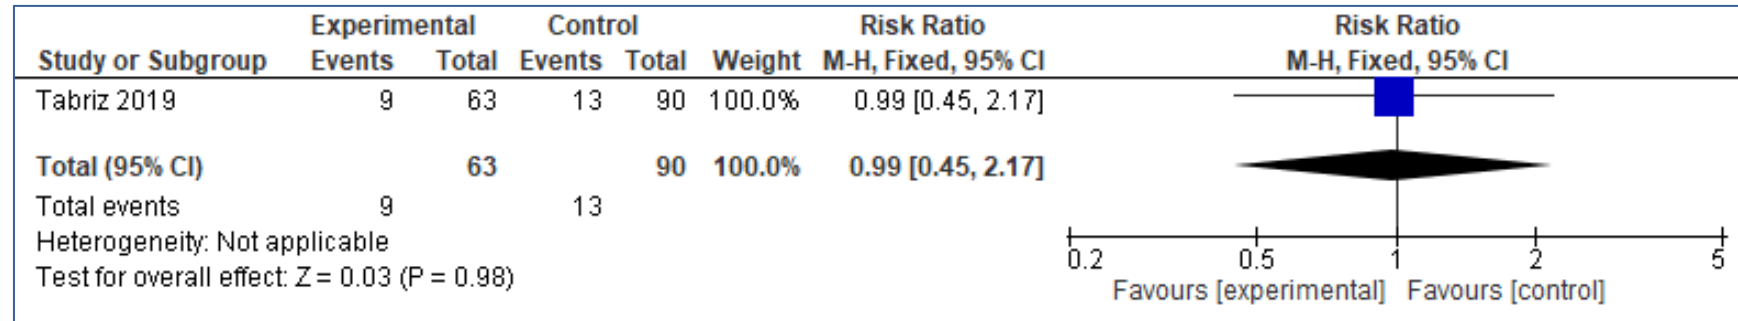 Experimental Control Risk Ratio Risk Ratio
Study or Subgroup Events Total Events Total Weight M-H, Fixed, 95% CI M-H, Fixed, 95% CI
Tabriz 2019 9 63 13 90 100.0% 0.99 [0.45, 2.17]
Total (95% CI) 63 90 100.0% 0.99 [0.45, 2.17]
Total events 9 13
Heterogeneity: Not applicable
Test for overall effect: Z = 0.03 (P = 0.98)
0.2 0.5 1 2 5
Favours [experimental] Favours [control]